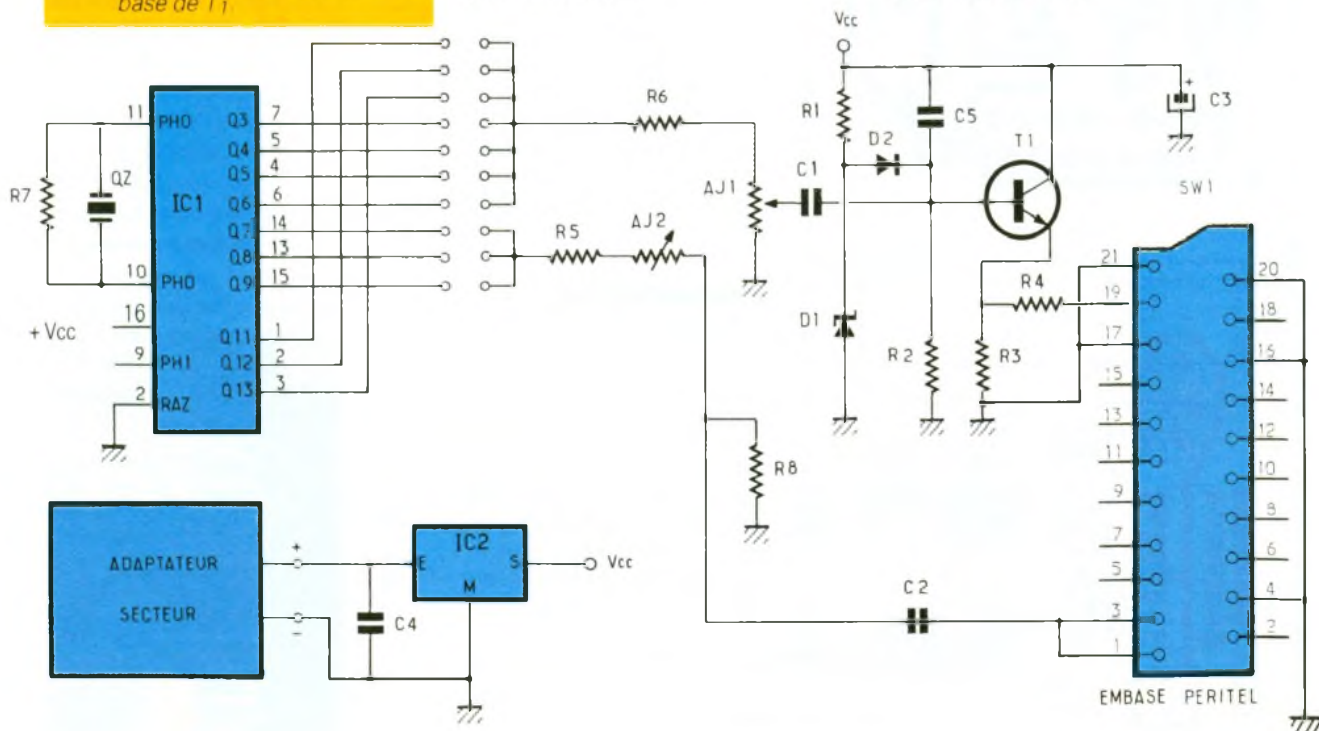 base de T1
Vcc
R6
R1
C5
C3
+
11
PHO
Q3
7
Q4
5
Q5
4
Q6
6
Q7
14
Q8
13
Q9
15
Q11
1
Q12
2
Q13
3
R7
QZ
IC1
10
PHO
+ Vcc
16
9
PH1
2
RAZ
D2
T1
AJ1
C1
SW1
R5
AJ2
R4
D1
R2
R3
R8
C2
21
19
17
15
13
11
9
7
5
3
1
20
18
16
14
12
10
8
6
4
2
EMBASE PERITEL
ADAPTATEUR
SECTEUR
+
-
C4
IC2
E
S
M
Vcc